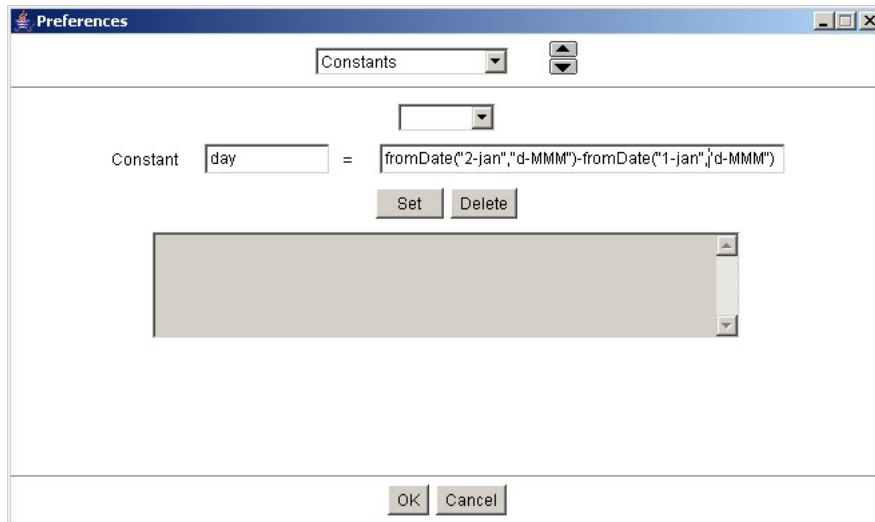 Preferences
Constants
Constant day = fromDate("2-jan","d-MMM")-fromDate("1-jan","d-MMM")
Set Delete
OK Cancel